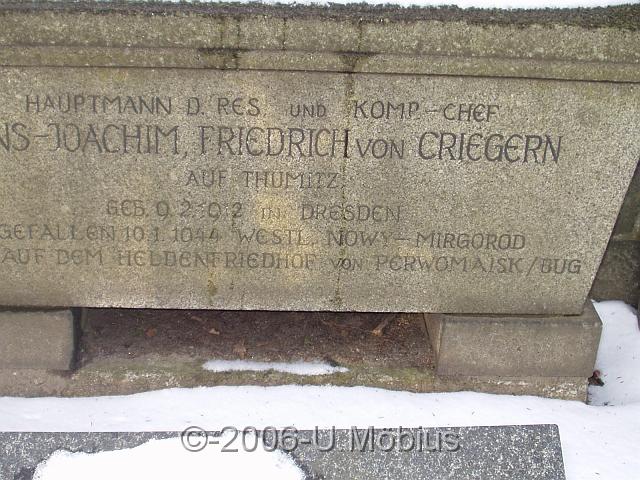 HAUPTMANN D. RES UND KOMP.-CHEF
NS-JOACHIM, FRIEDRICH VON CRIEGERN
AUF THUMITZ
GEB. 9.2. IN DRESDEN
GEFALLEN 10.1.1944 WESTL. NOWY-MIRGOROD
AUF DEM HELDENFRIEDHOF VON PERWOMAISK/BUG
©-2006-U.Möbius